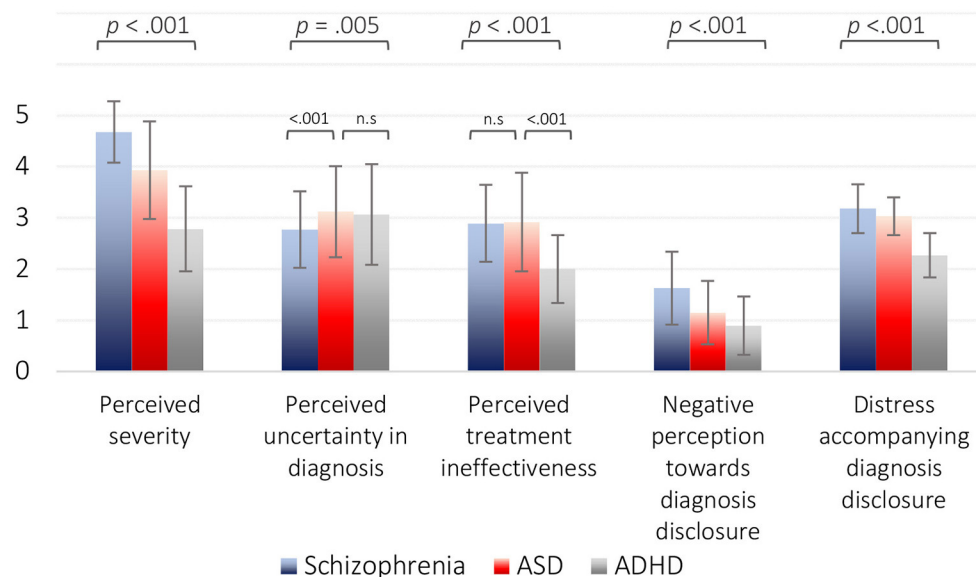 p < .001
p = .005
p < .001
p < .001
p < .001
<.001
n.s
n.s
<.001
5
4
3
2
1
0
Perceived
severity
Perceived
uncertainty in
diagnosis
Perceived
treatment
ineffectiveness
Negative
perception
towards
diagnosis
disclosure
Distress
accompanying
diagnosis
disclosure
Schizophrenia
ASD
ADHD